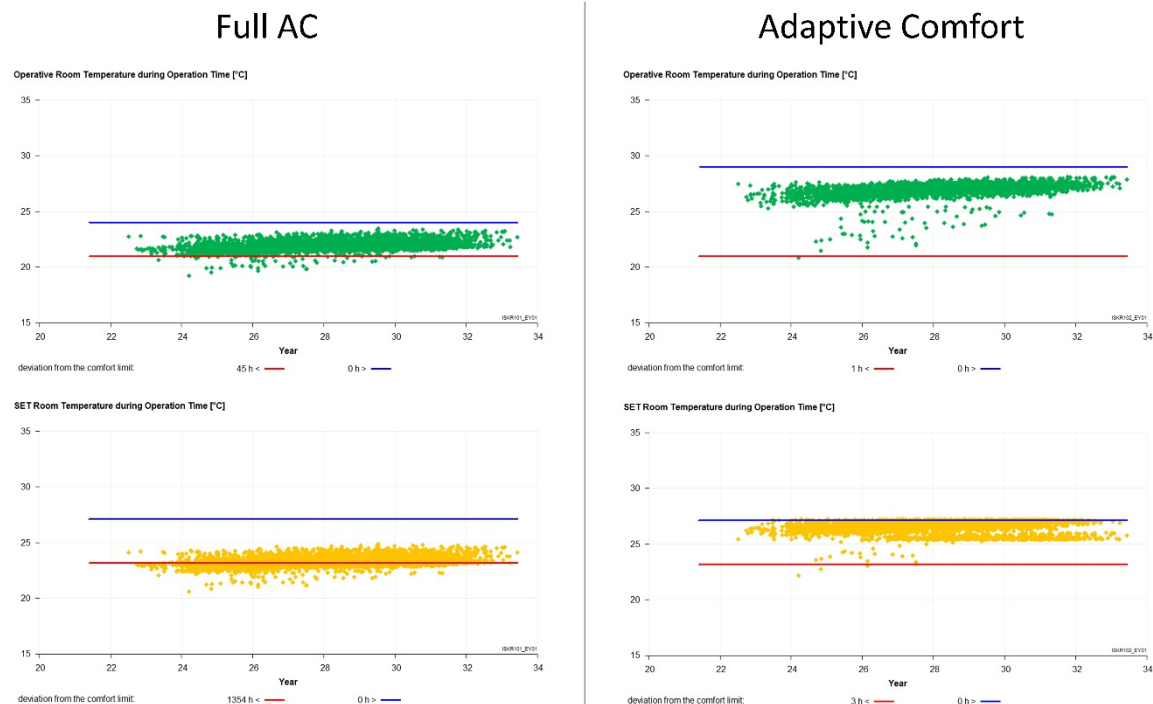 Full AC
Operative Room Temperature during Operation Time [°C]
35
30
25
20
15
20 22 24 26 28 30 32 34
ISKR101_EY01
Year
deviation from the comfort limit: 45 h < 0 h >
SET Room Temperature during Operation Time [°C]
35
30
25
20
15
20 22 24 26 28 30 32 34
ISKR101_EY01
Year
deviation from the comfort limit: 1354 h < 0 h >
Adaptive Comfort
Operative Room Temperature during Operation Time [°C]
35
30
25
20
15
20 22 24 26 28 30 32 34
ISKR102_EY01
Year
deviation from the comfort limit: 1 h < 0 h >
SET Room Temperature during Operation Time [°C]
35
30
25
20
15
20 22 24 26 28 30 32 34
ISKR102_EY01
Year
deviation from the comfort limit: 3 h < 0 h >